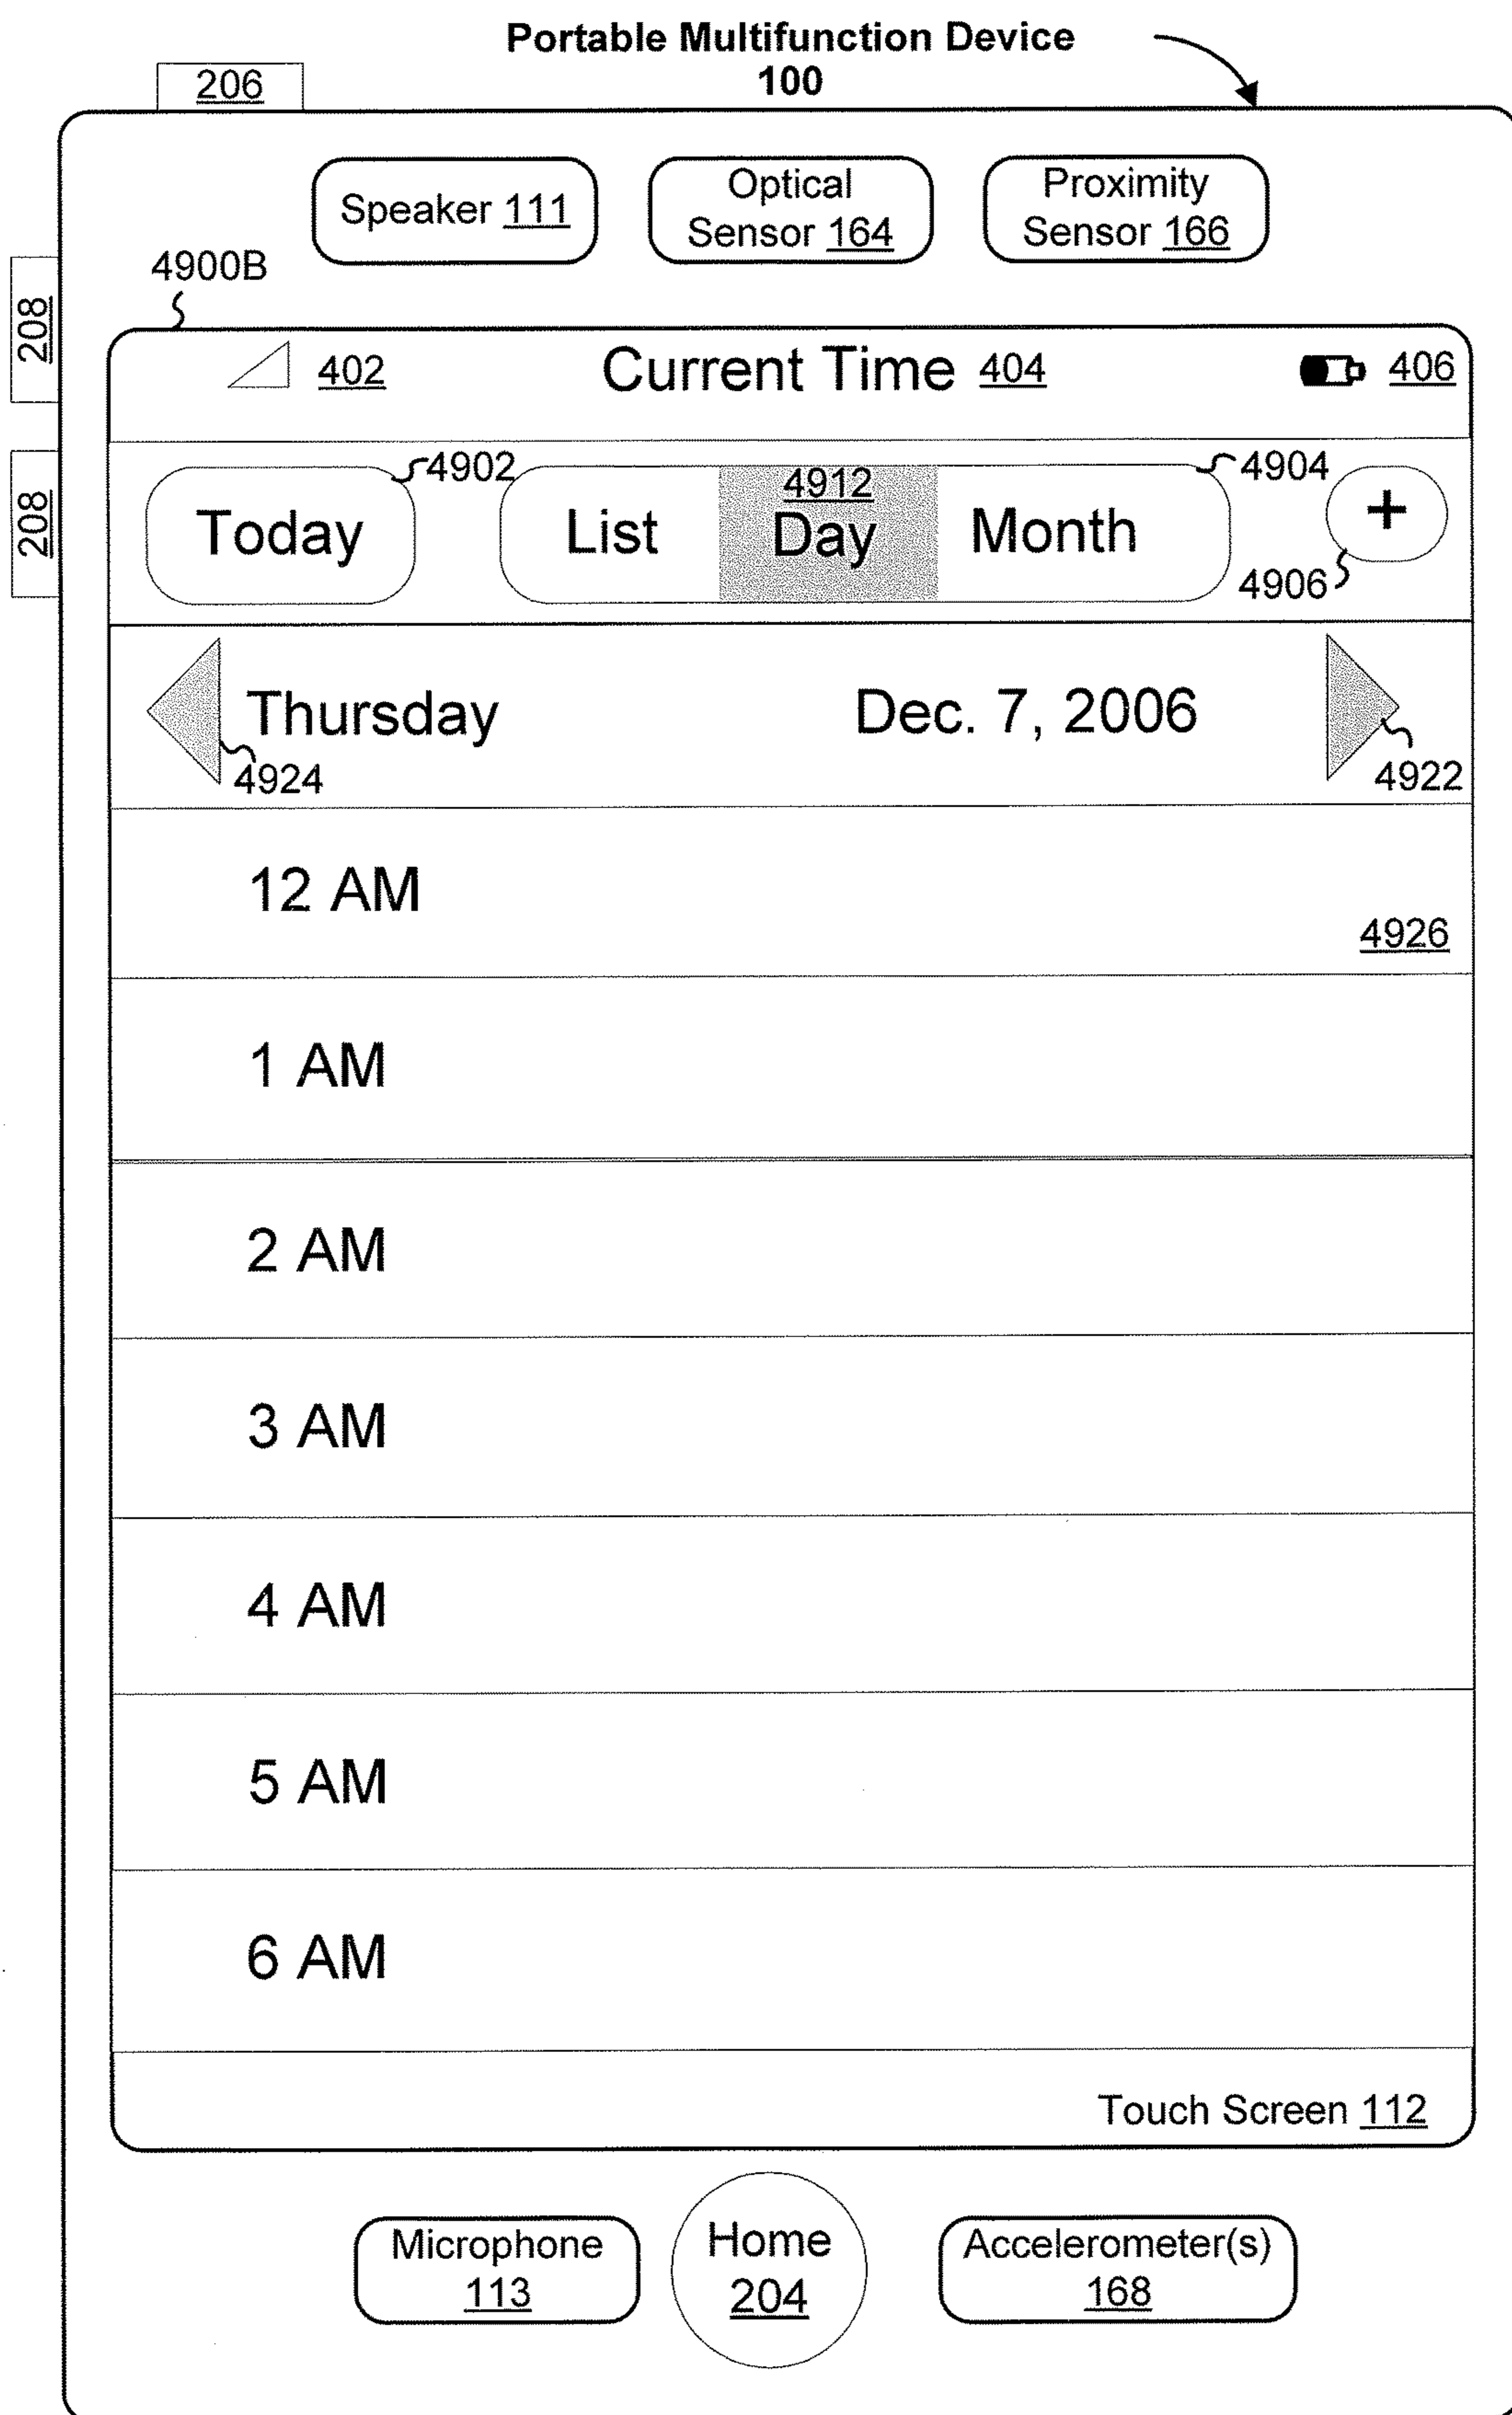 Portable Multifunction Device
100
206
Speaker 111
Optical
Sensor 164
Proximity
Sensor 166
4900B
208
208
402
Current Time 404
406
4902
4912
4904
Today
List
Day
Month
+
4906
Thursday
Dec. 7, 2006
4924
4922
12 AM
4926
1 AM
2 AM
3 AM
4 AM
5 AM
6 AM
Touch Screen 112
Microphone
113
Home
204
Accelerometer(s)
168